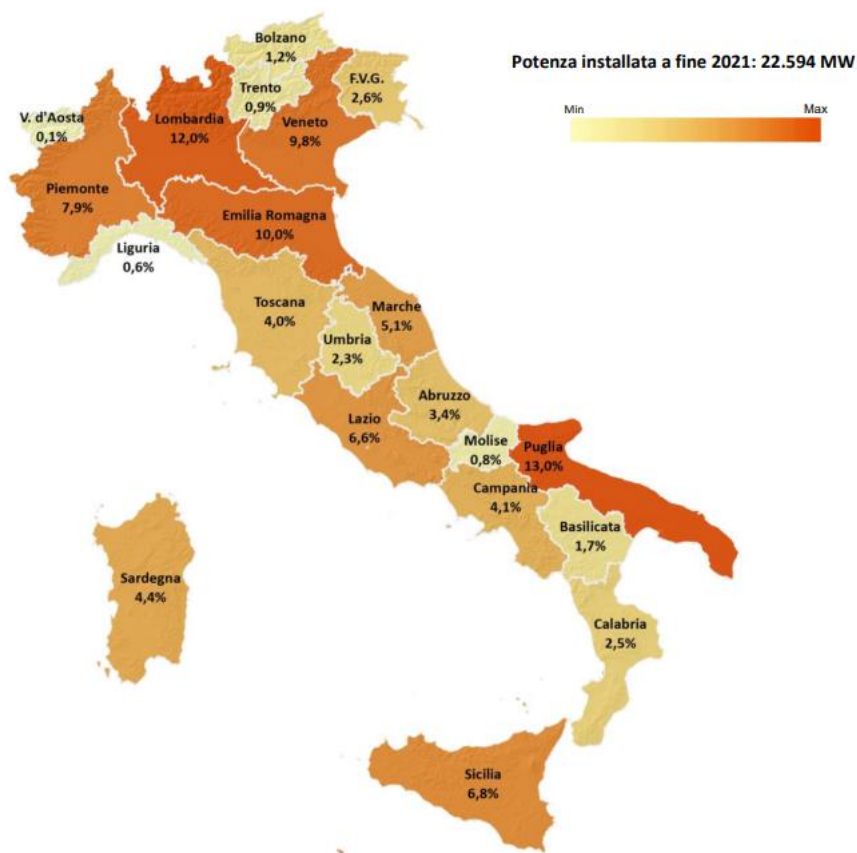 Potenza installata a fine 2021: 22.594 MW
Min
Max
Bolzano
1,2%
Trento
0,9%
F.V.G.
2,6%
V. d'Aosta
0,1%
Lombardia
12,0%
Veneto
9,8%
Piemonte
7,9%
Emilia Romagna
10,0%
Liguria
0,6%
Toscana
4,0%
Marche
5,1%
Umbria
2,3%
Abruzzo
3,4%
Lazio
6,6%
Molise
0,8%
Puglia
13,0%
Campania
4,1%
Basilicata
1,7%
Sardegna
4,4%
Calabria
2,5%
Sicilia
6,8%